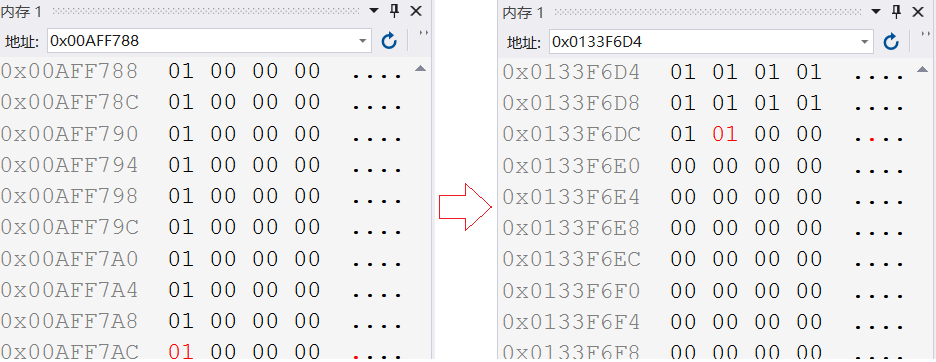 内存 1
地址: 0x00AFF788
0x00AFF788 01 00 00 00 ....
0x00AFF78C 01 00 00 00 ....
0x00AFF790 01 00 00 00 ....
0x00AFF794 01 00 00 00 ....
0x00AFF798 01 00 00 00 ....
0x00AFF79C 01 00 00 00 ....
0x00AFF7A0 01 00 00 00 ....
0x00AFF7A4 01 00 00 00 ....
0x00AFF7A8 01 00 00 00 ....
0x00AFF7AC 01 00 00 00 ....
内存 1
地址: 0x0133F6D4
0x0133F6D4 01 01 01 01 ....
0x0133F6D8 01 01 01 01 ....
0x0133F6DC 01 01 00 00 ....
0x0133F6E0 00 00 00 00 ....
0x0133F6E4 00 00 00 00 ....
0x0133F6E8 00 00 00 00 ....
0x0133F6EC 00 00 00 00 ....
0x0133F6F0 00 00 00 00 ....
0x0133F6F4 00 00 00 00 ....
0x0133F6F8 00 00 00 00 ....